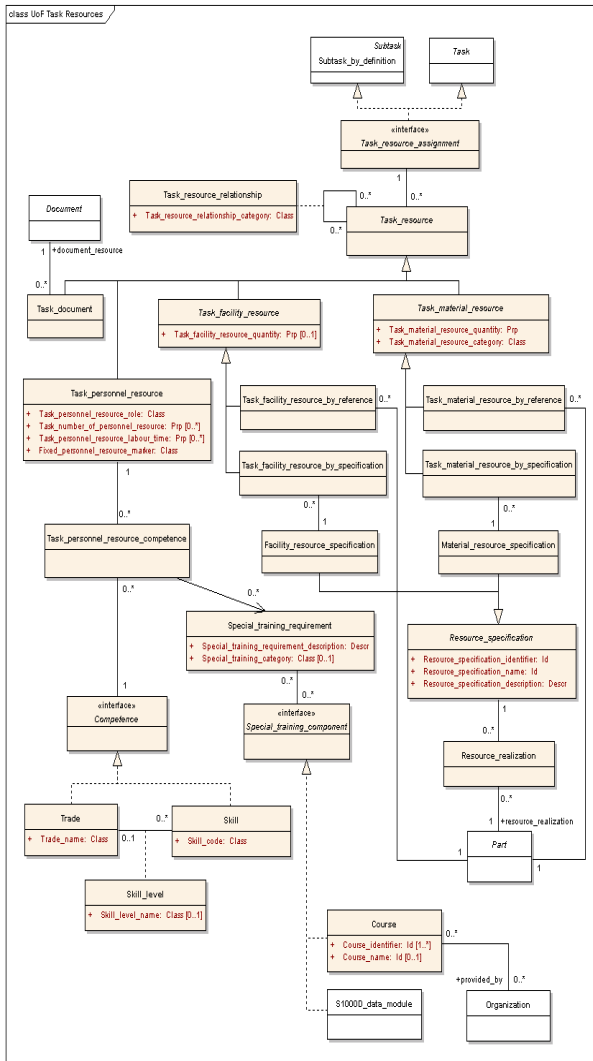 class UoF Task Resources
Subtask
Subtask_by_definition
Task
«interface»
Task_resource_assignment
1
0..*
Task_resource_relationship
+ Task_resource_relationship_category: Class
0..*
0..*
Task_resource
Document
1
+document_resource
0..*
Task_document
Task_facility_resource
+ Task_facility_resource_quantity: Prp [0..1]
Task_material_resource
+ Task_material_resource_quantity: Prp
+ Task_material_resource_category: Class
Task_personnel_resource
+ Task_personnel_resource_role: Class
+ Task_number_of_personnel_resource: Prp [0..*]
+ Task_personnel_resource_labour_time: Prp [0..*]
+ Fixed_personnel_resource_marker: Class
1
0..*
Task_facility_resource_by_reference
0..*
Task_material_resource_by_reference
0..*
Task_facility_resource_by_specification
0..*
1
Task_material_resource_by_specification
0..*
1
Task_personnel_resource_competence
0..*
0..*
Facility_resource_specification
Material_resource_specification
Special_training_requirement
+ Special_training_requirement_description: Descr
+ Special_training_category: Class [0..1]
0..*
0..*
Resource_specification
+ Resource_specification_identifier: Id
+ Resource_specification_name: Id
+ Resource_specification_description: Descr
1
0..*
1
«interface»
Competence
«interface»
Special_training_component
Resource_realization
0..*
1
+resource_realization
Trade
+ Trade_name: Class
0..1
0..*
Skill
+ Skill_code: Class
Part
1
1
Skill_level
+ Skill_level_name: Class [0..1]
Course
+ Course_identifier: Id [1..*]
+ Course_name: Id [0..1]
0..*
+provided_by
0..*
S1000D_data_module
Organization